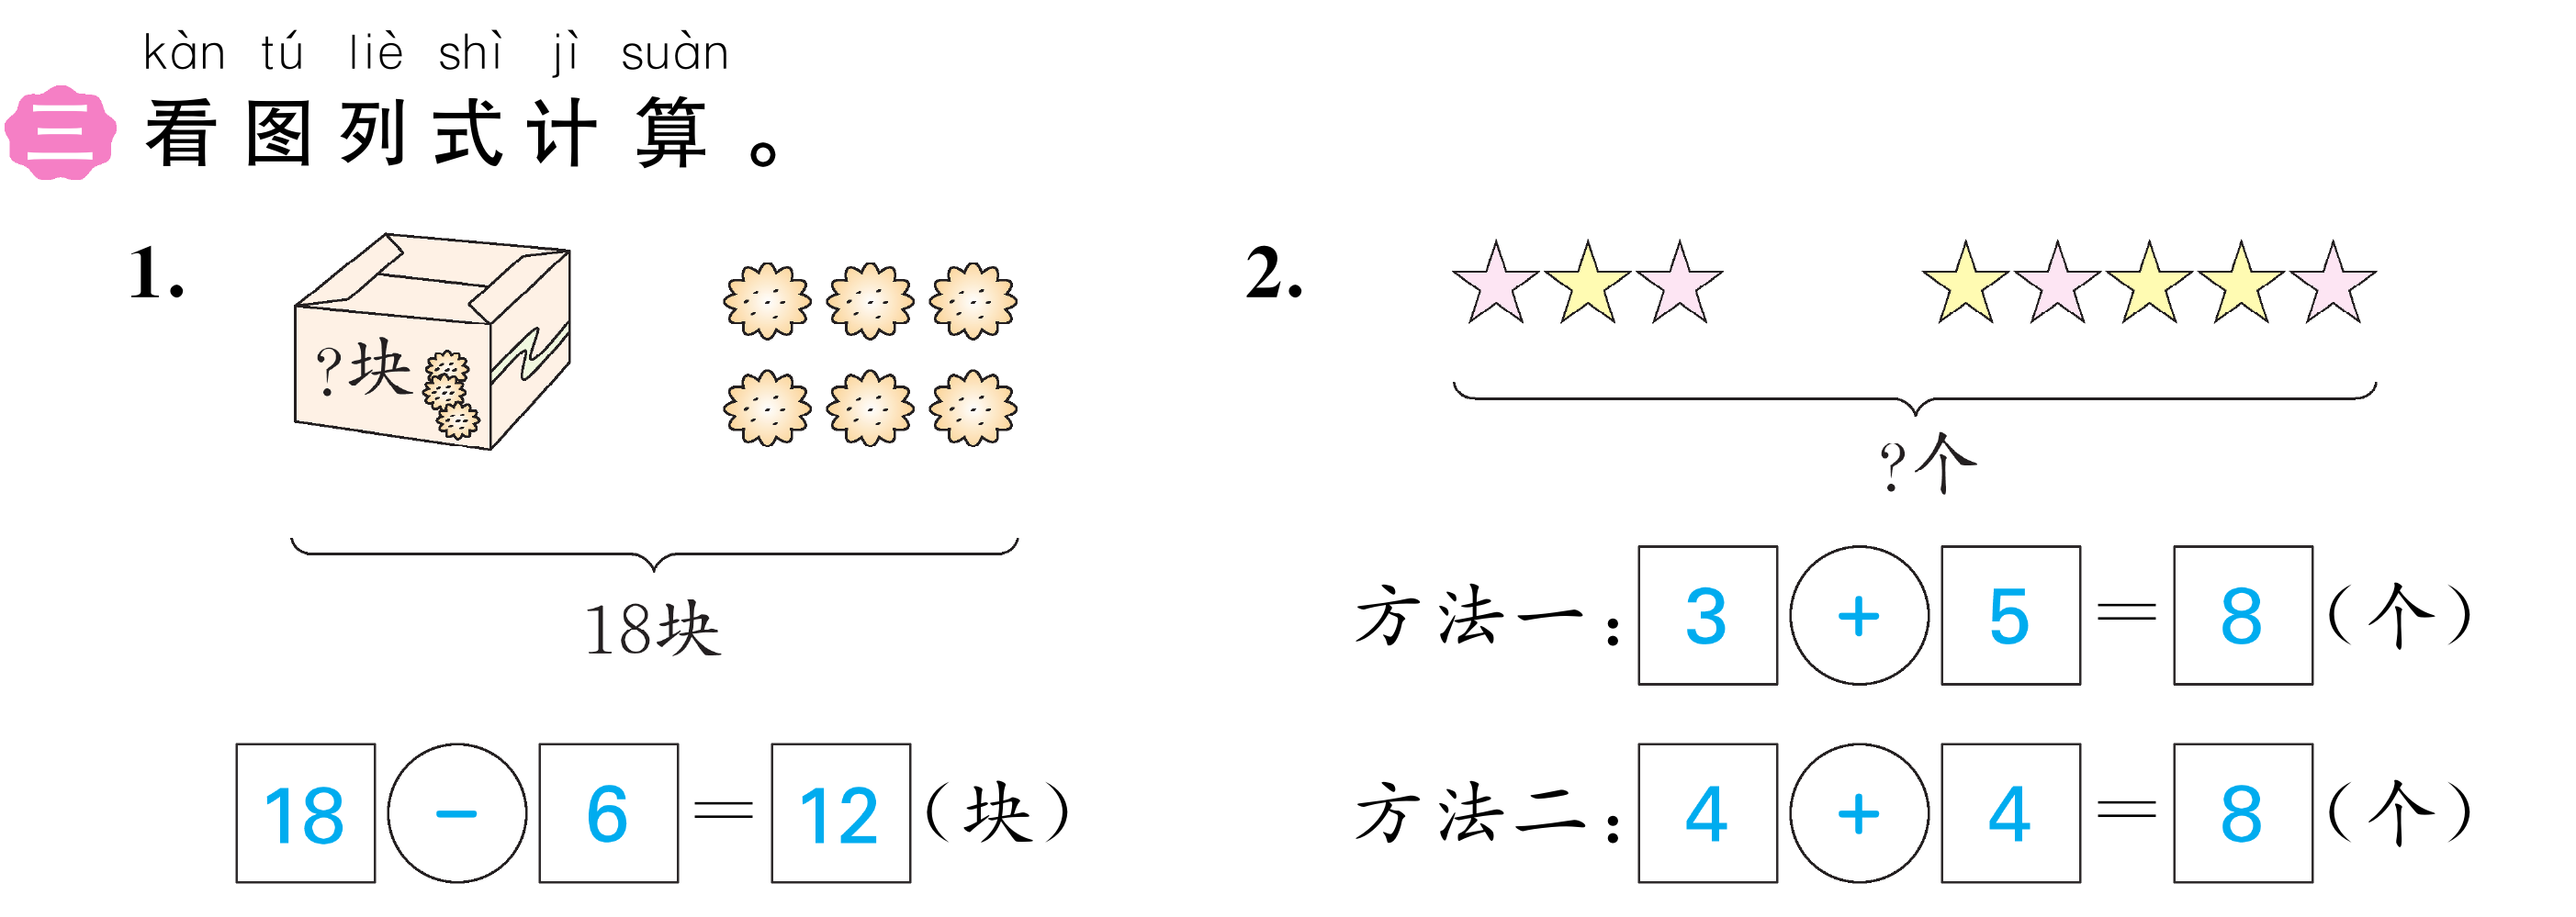 kàn tú liè shì jì suàn
三 看图列式计算。
1.
?块
18块
18 - 6 = 12 (块)
2.
?个
方法一: 3 + 5 = 8 (个)
方法二: 4 + 4 = 8 (个)